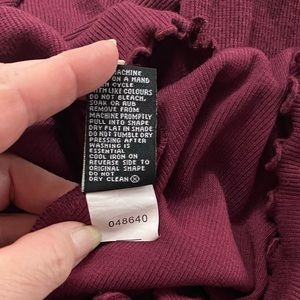 MACHINE
ON A HAND
CYCLE
WITH LIKE COLOURS
DO NOT BLEACH,
SOAK OR RUB
REMOVE FROM
MACHINE PROMPTLY
PULL INTO SHAPE
DRY FLAT IN SHADE
DO NOT TUMBLE DRY
PRESSING AFTER
WASHING IS
ESSENTIAL
COOL IRON ON
REVERSE SIDE TO
ORIGINAL SHAPE
DO NOT
DRY CLEAN
048640